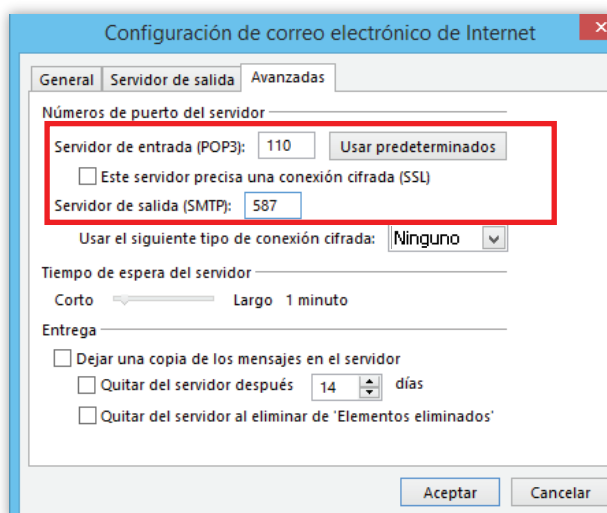 Configuración de correo electrónico de Internet
General Servidor de salida Avanzadas
Números de puerto del servidor
Servidor de entrada (POP3): 110 Usar predeterminados
Este servidor precisa una conexión cifrada (SSL)
Servidor de salida (SMTP): 587
Usar el siguiente tipo de conexión cifrada: Ninguno
Tiempo de espera del servidor
Corto Largo 1 minuto
Entrega
Dejar una copia de los mensajes en el servidor
Quitar del servidor después 14 días
Quitar del servidor al eliminar de 'Elementos eliminados'
Aceptar Cancelar